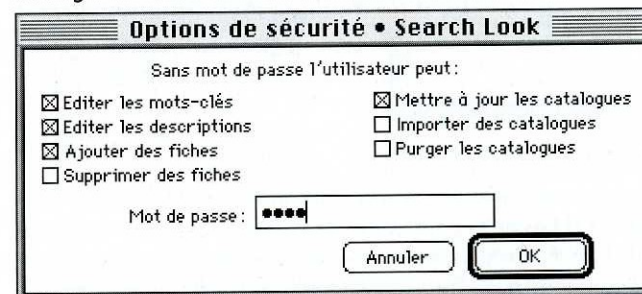 Options de sécurité • Search Look
Sans mot de passe l'utilisateur peut :
Editer les mots-clés
Editer les descriptions
Ajouter des fiches
Supprimer des fiches
Mettre à jour les catalogues
Importer des catalogues
Purger les catalogues
Mot de passe : ●●●●
Annuler
OK